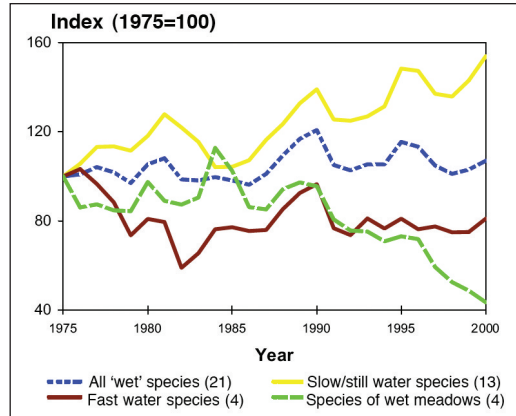 Index (1975=100)
160
120
80
40
1975 1980 1985 1990 1995 2000
Year
All ‘wet’ species (21) Slow/still water species (13)
Fast water species (4) Species of wet meadows (4)